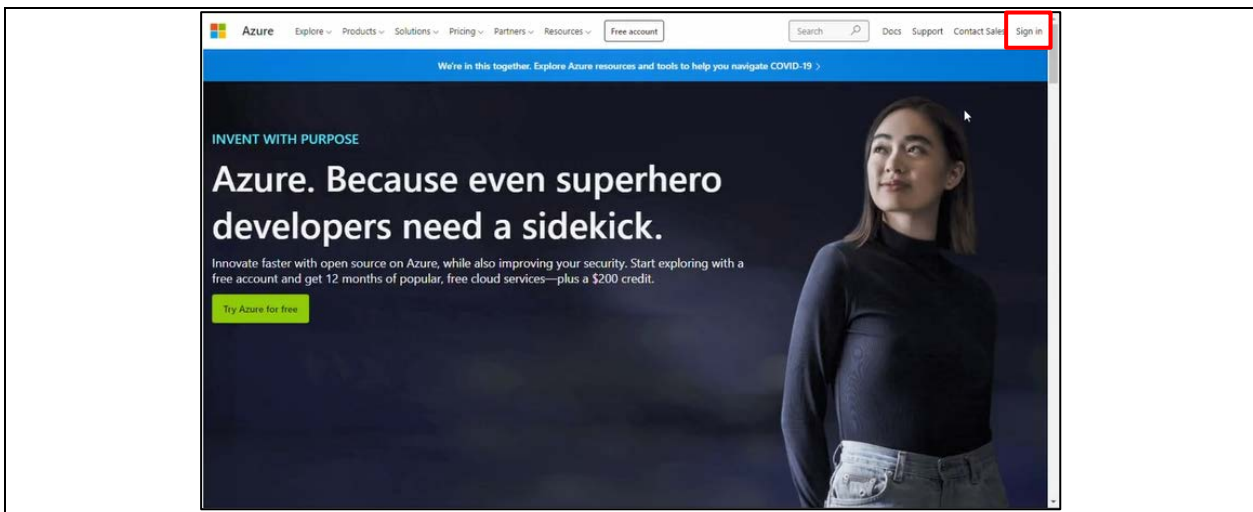 Azure Explore Products Solutions Pricing Partners Resources Free account Search Docs Support Contact Sales Sign in
We're in this together. Explore Azure resources and tools to help you navigate COVID-19
INVENT WITH PURPOSE
Azure. Because even superhero
developers need a sidekick.
Innovate faster with open source on Azure, while also improving your security. Start exploring with a
free account and get 12 months of popular, free cloud services—plus a $200 credit.
Try Azure for free